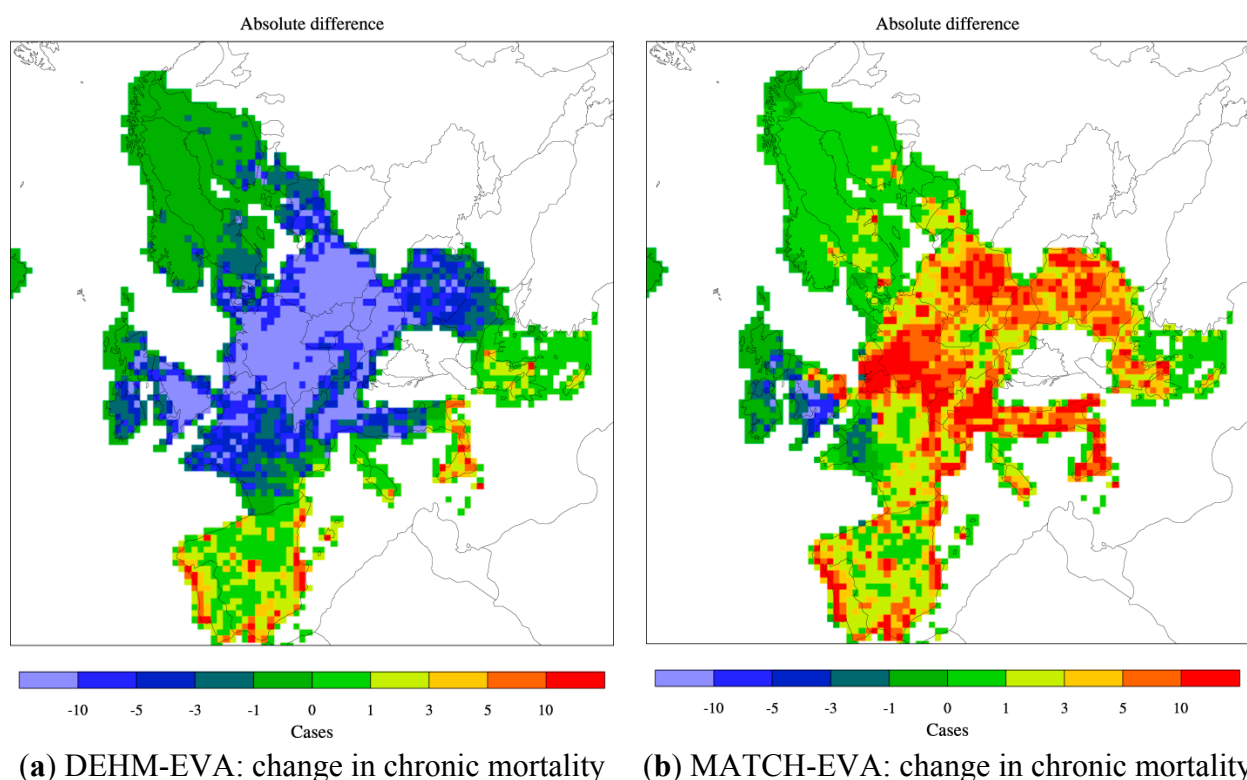 Absolute difference
Absolute difference
-10 -5 -3 -1 0 1 3 5 10
Cases
-10 -5 -3 -1 0 1 3 5 10
Cases
(a) DEHM-EVA: change in chronic mortality
(b) MATCH-EVA: change in chronic mortality